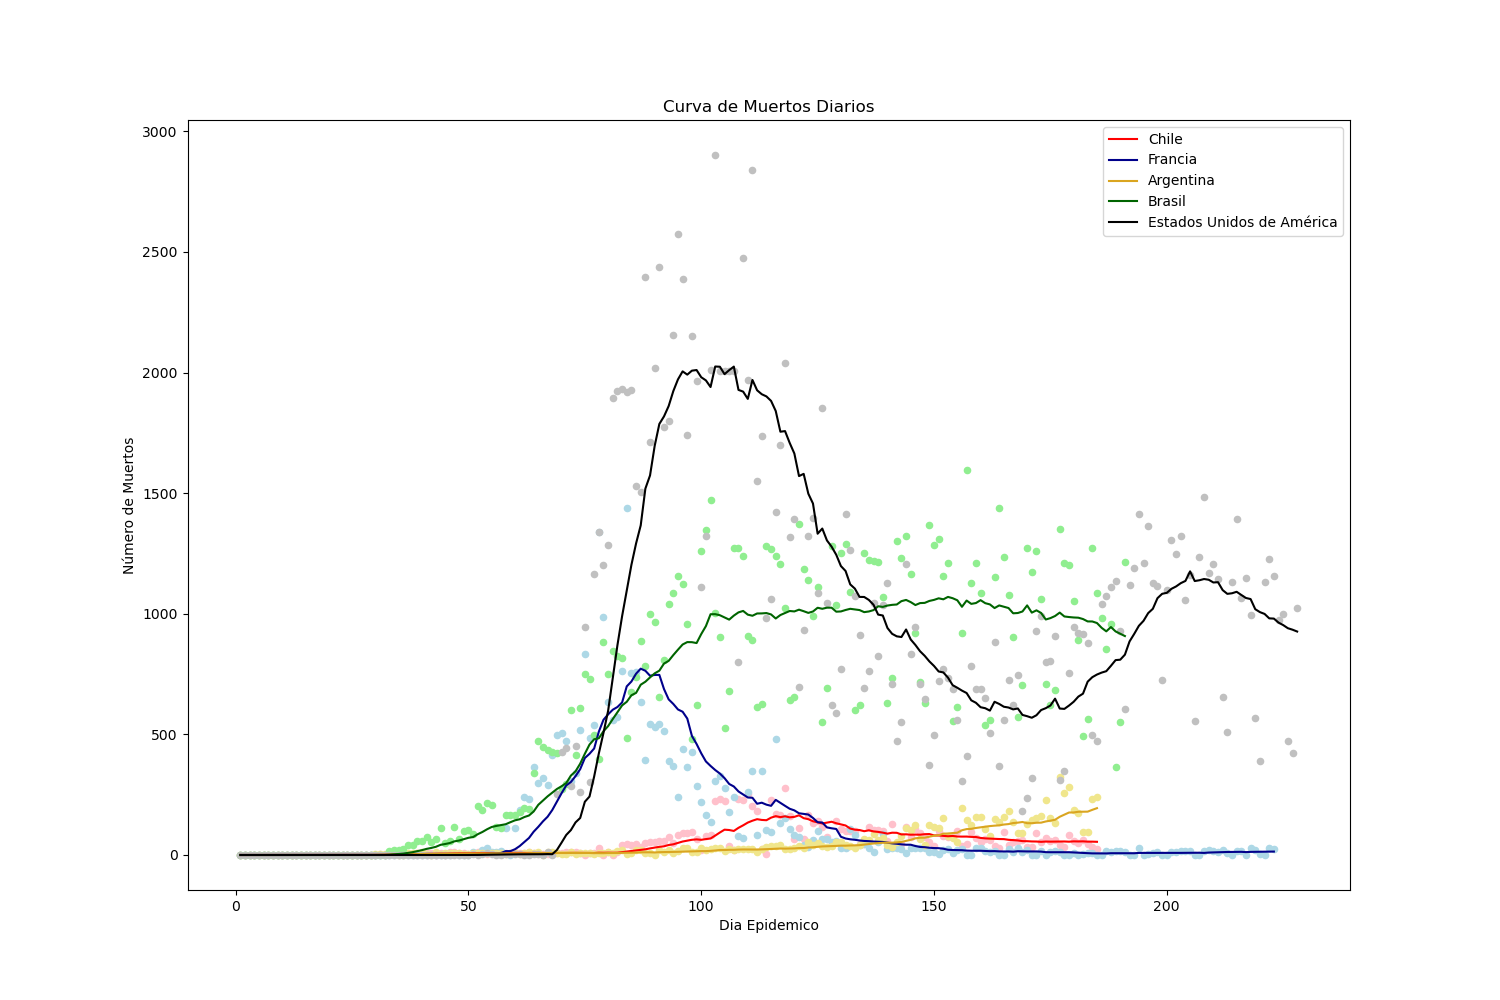 Curva de Muertos Diarios
3000
2500
2000
1500
1000
500
0
Número de Muertos
Chile
Francia
Argentina
Brasil
Estados Unidos de América
0 50 100 150 200
Dia Epidemico